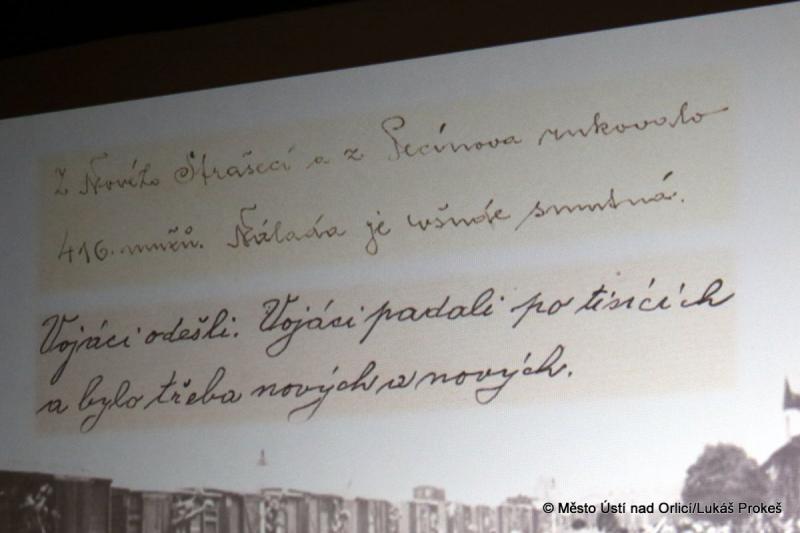 Z Nového Strašecí a z Pecínova rukovalo
416 mužů. Nálada je všude smutná.
Vojáci odešli. Vojáci padali po tisících
a bylo třeba nových a nových.
© Město Ústí nad Orlicí/Lukáš Prokeš